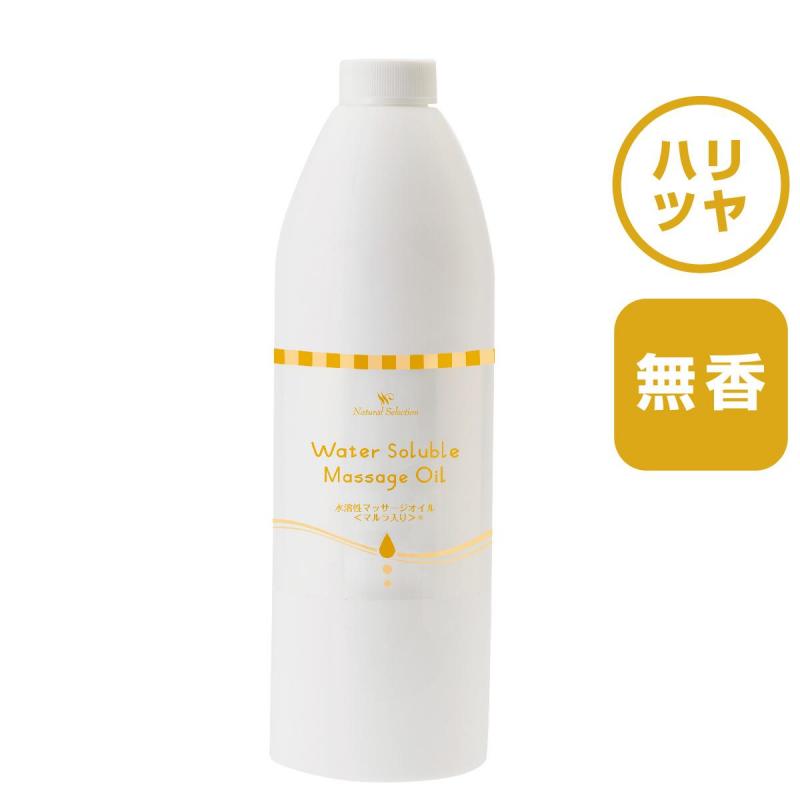 ハリ
ツヤ
無香
Natural Selection
Water Soluble
Massage Oil
水溶性マッサージオイル
<マルラ入り>※